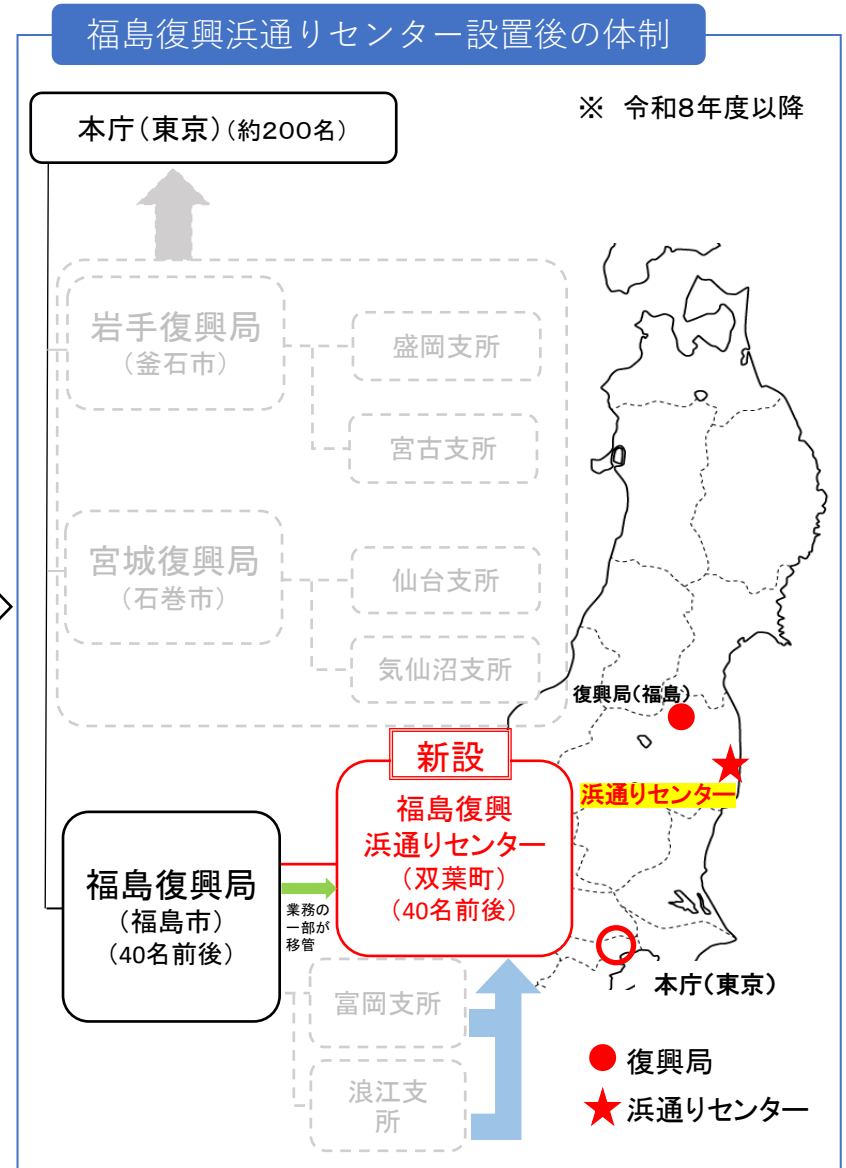 福島復興浜通りセンター設置後の体制
本庁(東京)(約200名)
※ 令和8年度以降
岩手復興局
(釜石市)
盛岡支所
宮古支所
宮城復興局
(石巻市)
仙台支所
気仙沼支所
復興局(福島)
浜通りセンター
新設
福島復興
浜通りセンター
(双葉町)
(40名前後)
福島復興局
(福島市)
(40名前後)
業務の
一部が
移管
富岡支所
浪江支
所
本庁(東京)
復興局
浜通りセンター